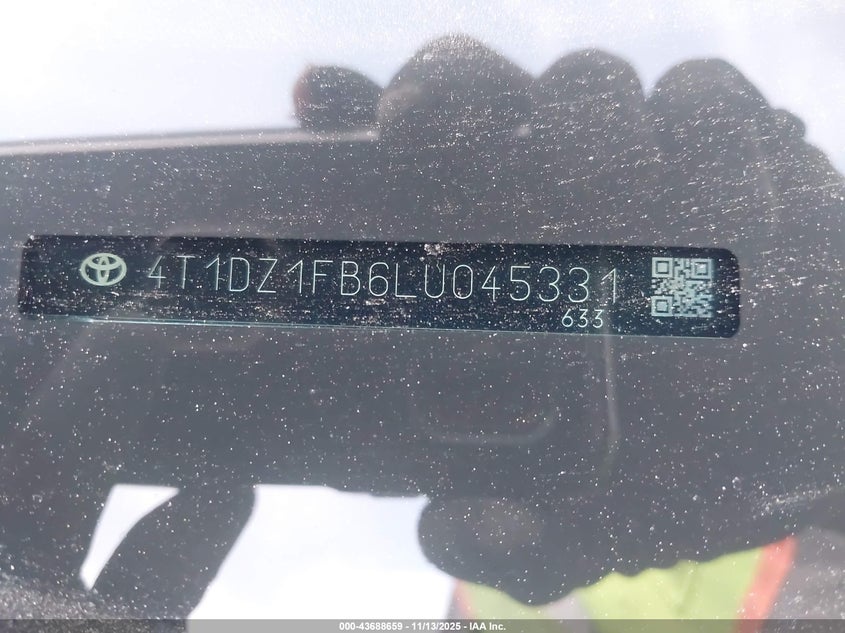 4T1DZ1FB6LU045331
633
000-43688659 - 11/13/2025 - IAA Inc.